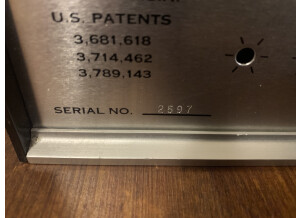 U.S. PATENTS
3,681,618
3,714,462
3,789,143
SERIAL NO. 2597